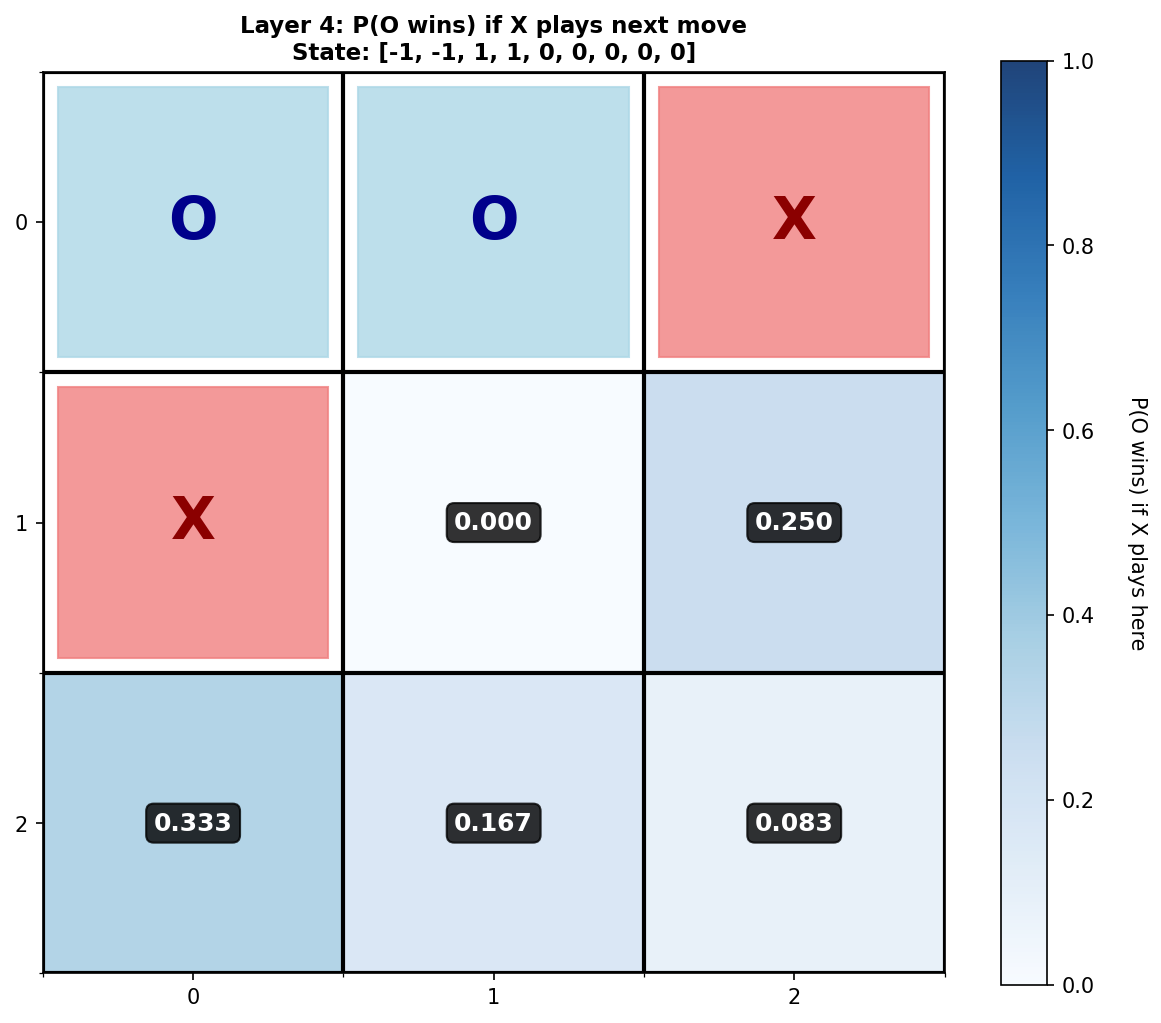 Layer 4: P(O wins) if X plays next move
State: [-1, -1, 1, 1, 0, 0, 0, 0, 0]
0
O
O
X
1
X
0.000
0.250
2
0.333
0.167
0.083
0
1
2
1.0
0.8
0.6
0.4
0.2
0.0
P(O wins) if X plays here